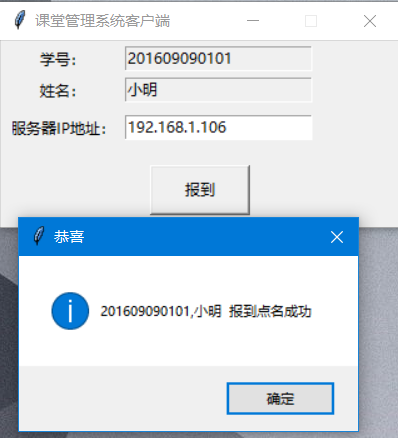 课堂管理系统客户端
学号： 201609090101
姓名： 小明
服务器IP地址： 192.168.1.106
报到
恭喜
201609090101,小明 报到点名成功
确定